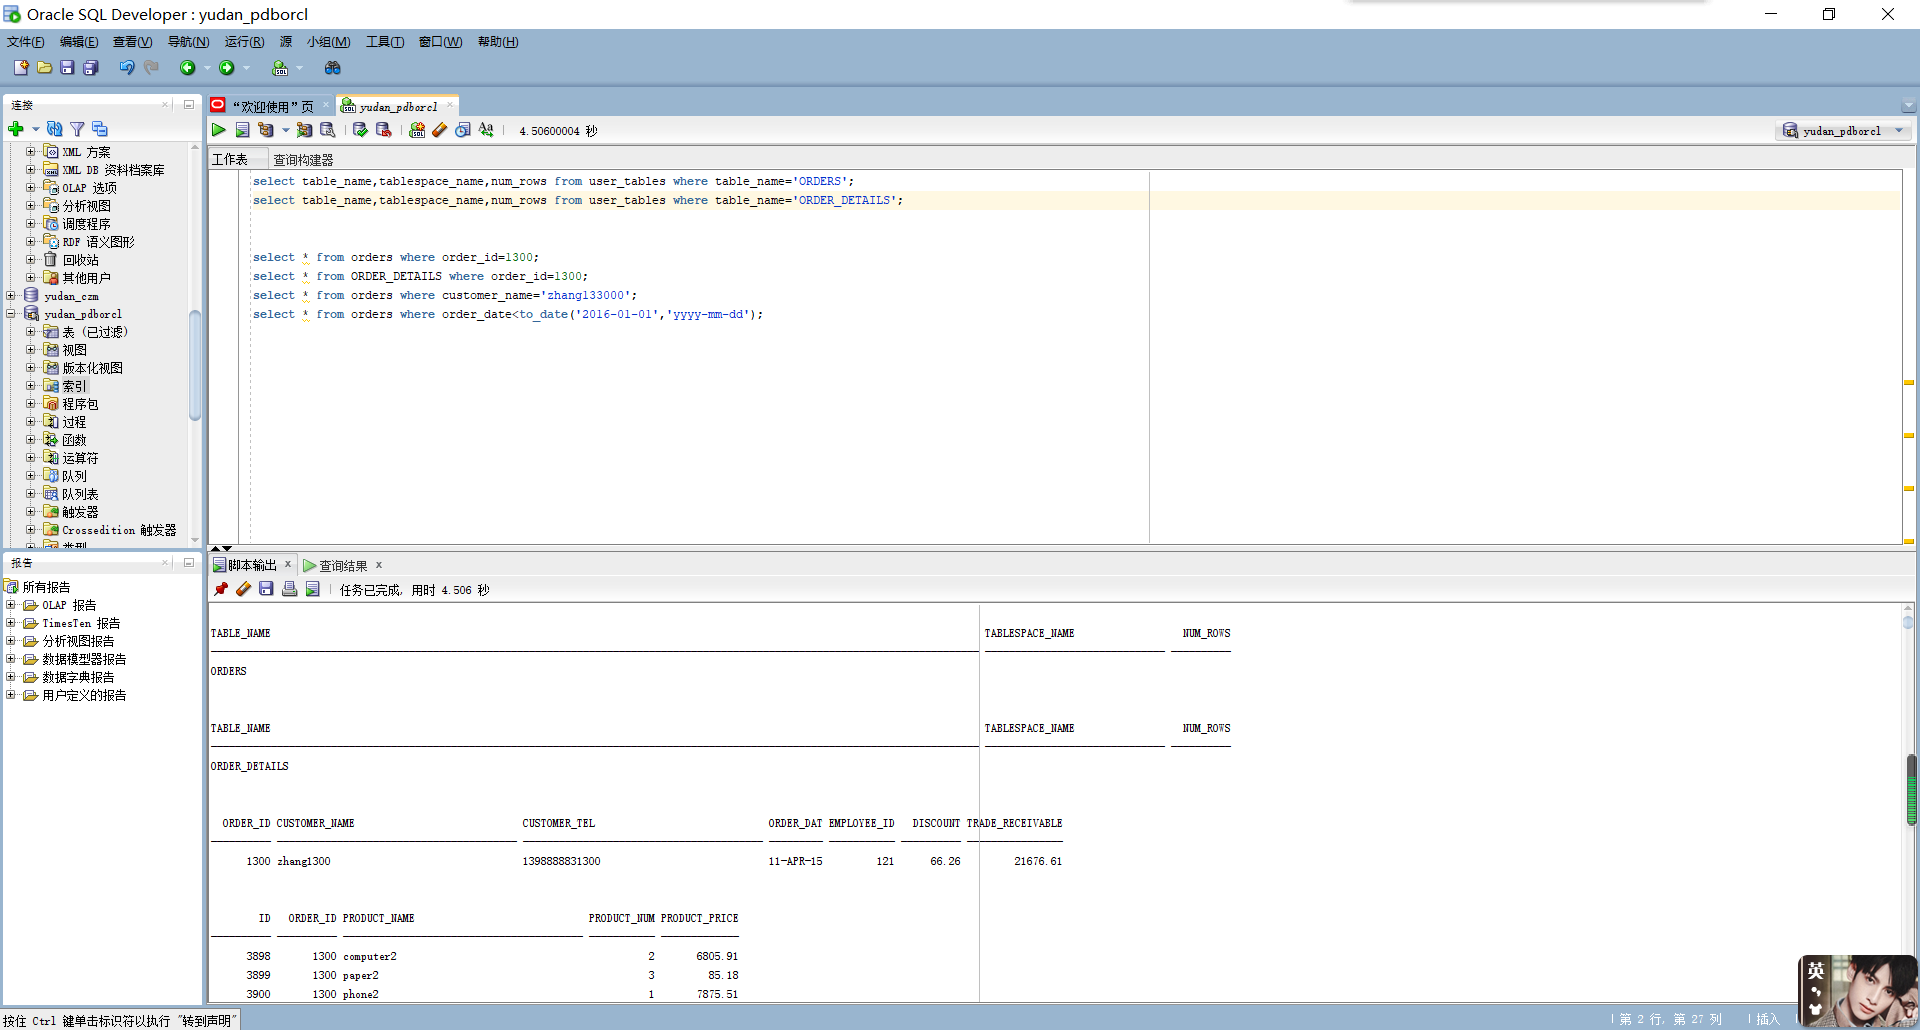 Oracle SQL Developer : yudan_pdborcl
文件(F) 编辑(E) 查看(V) 导航(N) 运行(R) 源 小组(M) 工具(T) 窗口(W) 帮助(H)
连接
“欢迎使用”页
yudan_pdborcl
4.50600004 秒
yudan_pdborcl
工作表
查询构建器
XML 方案
XML DB 资料档案库
OLAP 选项
分析视图
调度程序
RDF 语义图形
回收站
其他用户
yudan_czm
yudan_pdborcl
表 (已过滤)
视图
版本化视图
索引
程序包
过程
函数
运算符
队列
队列表
触发器
Crossedition 触发器
类型
select table_name,tablespace_name,num_rows from user_tables where table_name='ORDERS';
select table_name,tablespace_name,num_rows from user_tables where table_name='ORDER_DETAILS';
select * from orders where order_id=1300;
select * from ORDER_DETAILS where order_id=1300;
select * from orders where customer_name='zhang133000';
select * from orders where order_date<to_date('2016-01-01','yyyy-mm-dd');
报告
所有报告
OLAP 报告
TimesTen 报告
分析视图报告
数据模型器报告
数据字典报告
用户定义的报告
脚本输出 x
查询结果 x
任务已完成, 用时 4.506 秒
TABLE_NAME TABLESPACE_NAME NUM_ROWS
ORDERS
TABLE_NAME TABLESPACE_NAME NUM_ROWS
ORDER_DETAILS
ORDER_ID CUSTOMER_NAME CUSTOMER_TEL ORDER_DAT EMPLOYEE_ID DISCOUNT TRADE_RECEIVABLE
1300 zhang1300 1398888831300 11-APR-15 121 66.26 21676.61
ID ORDER_ID PRODUCT_NAME PRODUCT_NUM PRODUCT_PRICE
3898 1300 computer2 2 6805.91
3899 1300 paper2 3 85.18
3900 1300 phone2 1 7875.51
英
按住 Ctrl 键单击标识符以执行 "转到声明"
第 2 行, 第 27 列
插入